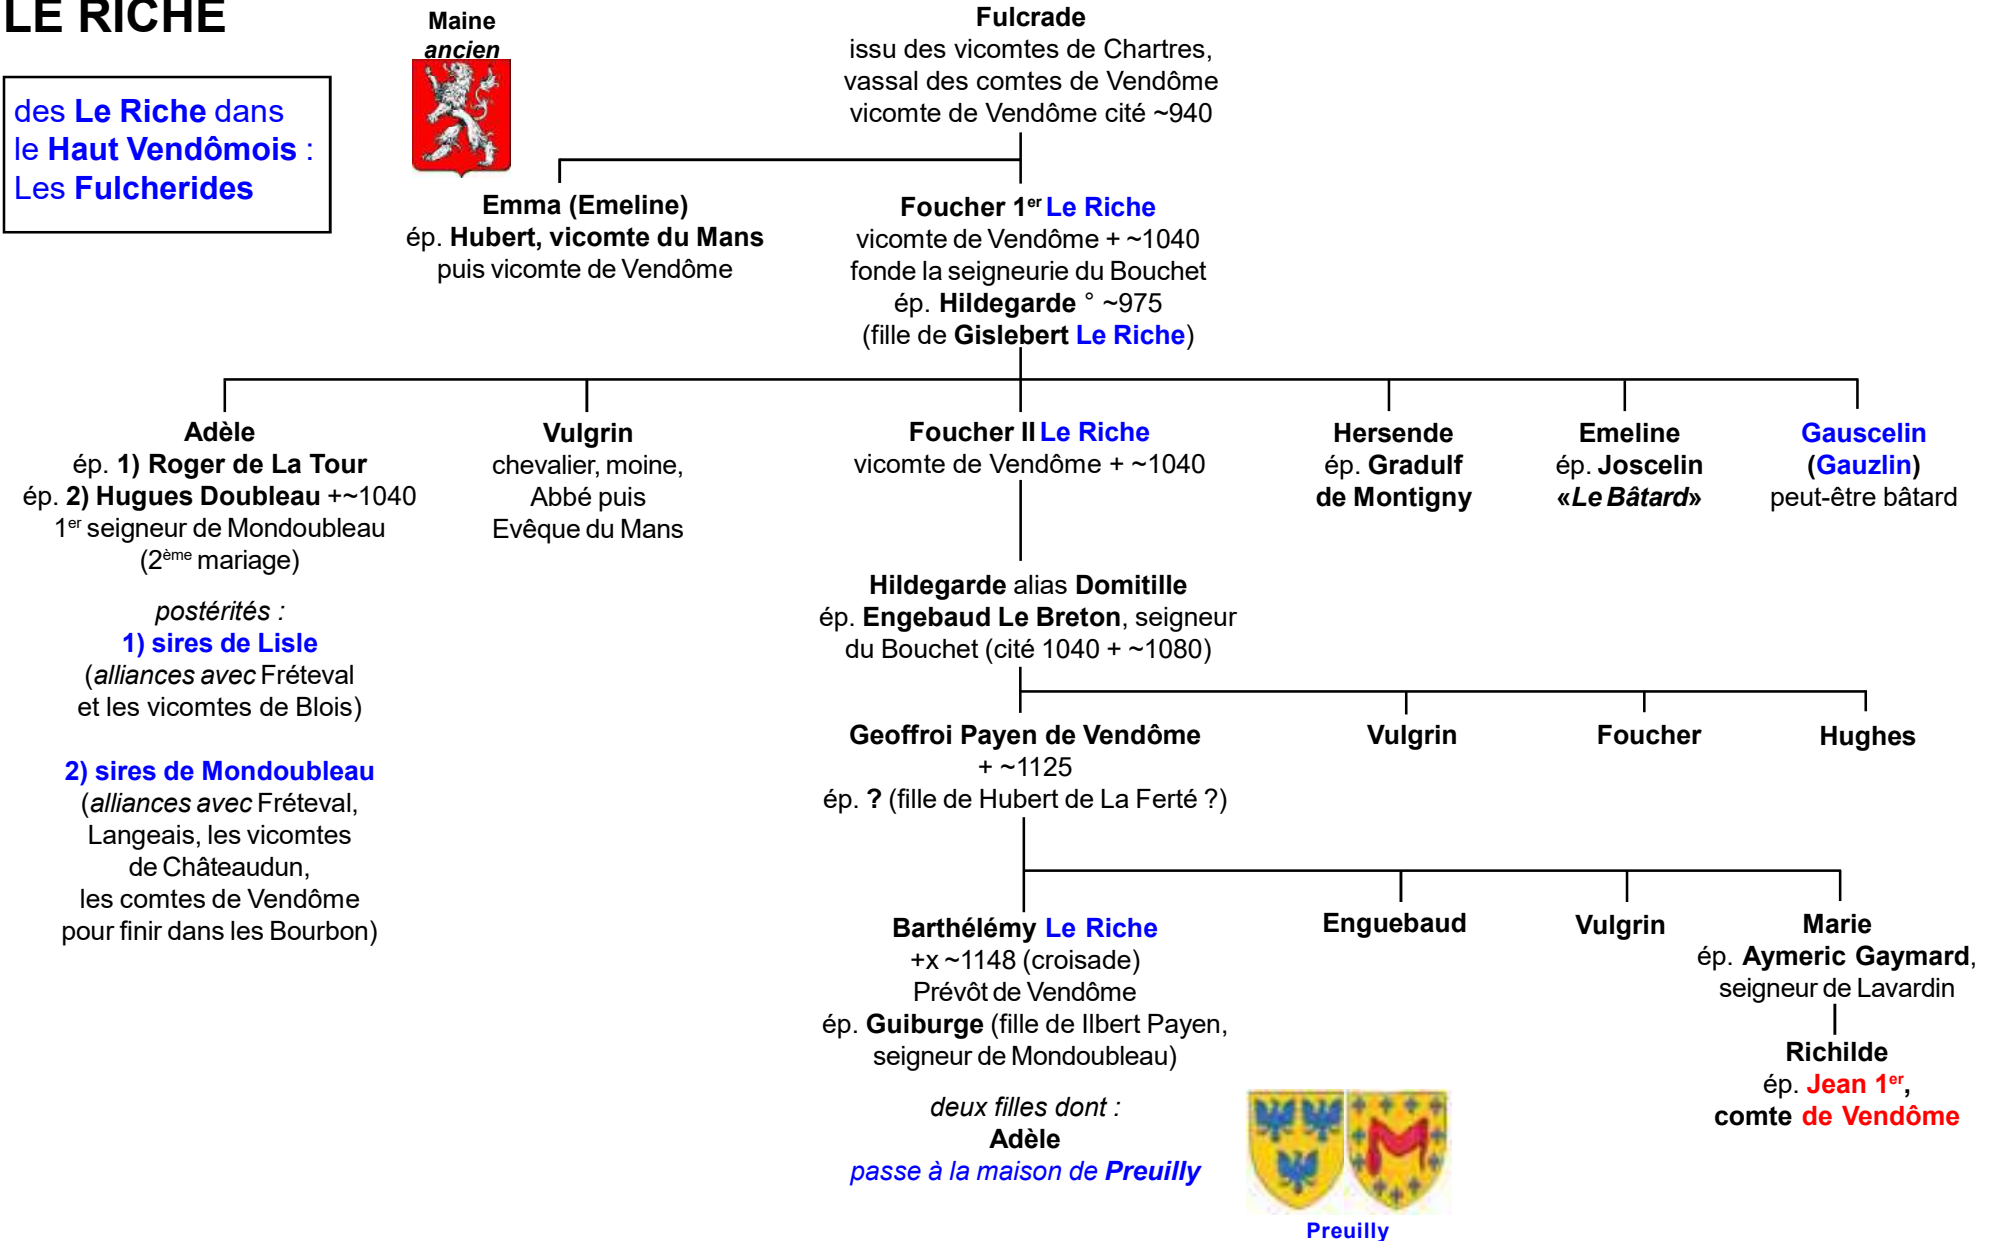 LE RICHE
des Le Riche dans
le Haut Vendômois :
Les Fulcherides
Maine
ancien
Fulcrade
issu des vicomtes de Chartres,
vassal des comtes de Vendôme
vicomte de Vendôme cité ~940
Emma (Emeline)
ép. Hubert, vicomte du Mans
puis vicomte de Vendôme
Foucher 1er Le Riche
vicomte de Vendôme + ~1040
fonde la seigneurie du Bouchet
ép. Hildegarde ° ~975
(fille de Gislebert Le Riche)
Adèle
ép. 1) Roger de La Tour
ép. 2) Hugues Doubleau +~1040
1er seigneur de Mondoubleau
(2ème mariage)
postérités :
1) sires de Lisle
(alliances avec Fréteval
et les vicomtes de Blois)
2) sires de Mondoubleau
(alliances avec Fréteval,
Langeais, les vicomtes
de Châteaudun,
les comtes de Vendôme
pour finir dans les Bourbon)
Vulgrin
chevalier, moine,
Abbé puis
Evêque du Mans
Foucher II Le Riche
vicomte de Vendôme + ~1040
Hersende
ép. Gradulf
de Montigny
Emeline
ép. Joscelin
«Le Bâtard»
Gauscelin
(Gauzlin)
peut-être bâtard
Hildegarde alias Domitille
ép. Engebaud Le Breton, seigneur
du Bouchet (cité 1040 + ~1080)
Geoffroi Payen de Vendôme
+ ~1125
ép. ? (fille de Hubert de La Ferté ?)
Vulgrin
Foucher
Hughes
Barthélémy Le Riche
+x ~1148 (croisade)
Prévôt de Vendôme
ép. Guiburge (fille de Ilbert Payen,
seigneur de Mondoubleau)
deux filles dont :
Adèle
passe à la maison de Preuilly
Enguebaud
Vulgrin
Marie
ép. Aymeric Gaymard,
seigneur de Lavardin
Richilde
ép. Jean 1er,
comte de Vendôme
Preuilly